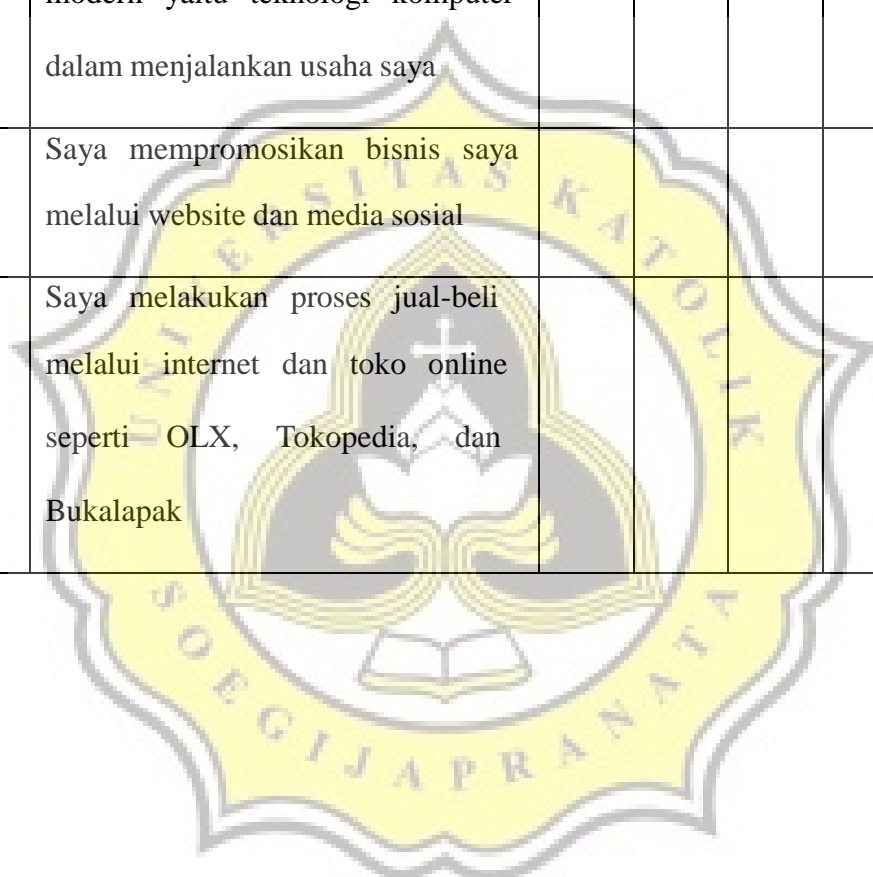 modern yaitu teknologi komputer
dalam menjalankan usaha saya
Saya mempromosikan bisnis saya
melalui website dan media sosial
Saya melakukan proses jual-beli
melalui internet dan toko online
seperti OLX, Tokopedia, dan
Bukalapak
UNIVERSITAS KATOLIK
SOEGIJAPRANATA